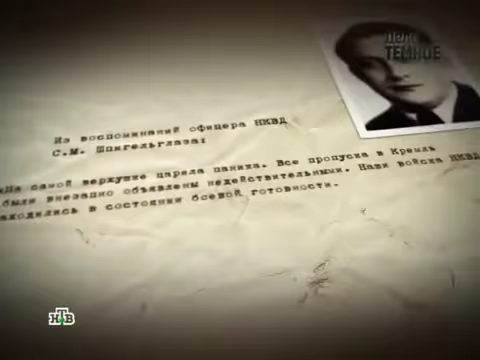 ДЕЛО
ТЕМНОЕ
Из воспоминаний офицера НКВД
С.М. Шпигельглаза:
«На самой верхушке царила паника. Все пропуска в Кремль
были внезапно объявлены недействительными. Наши войска НКВД
находились в состоянии боевой готовности.
НТВ